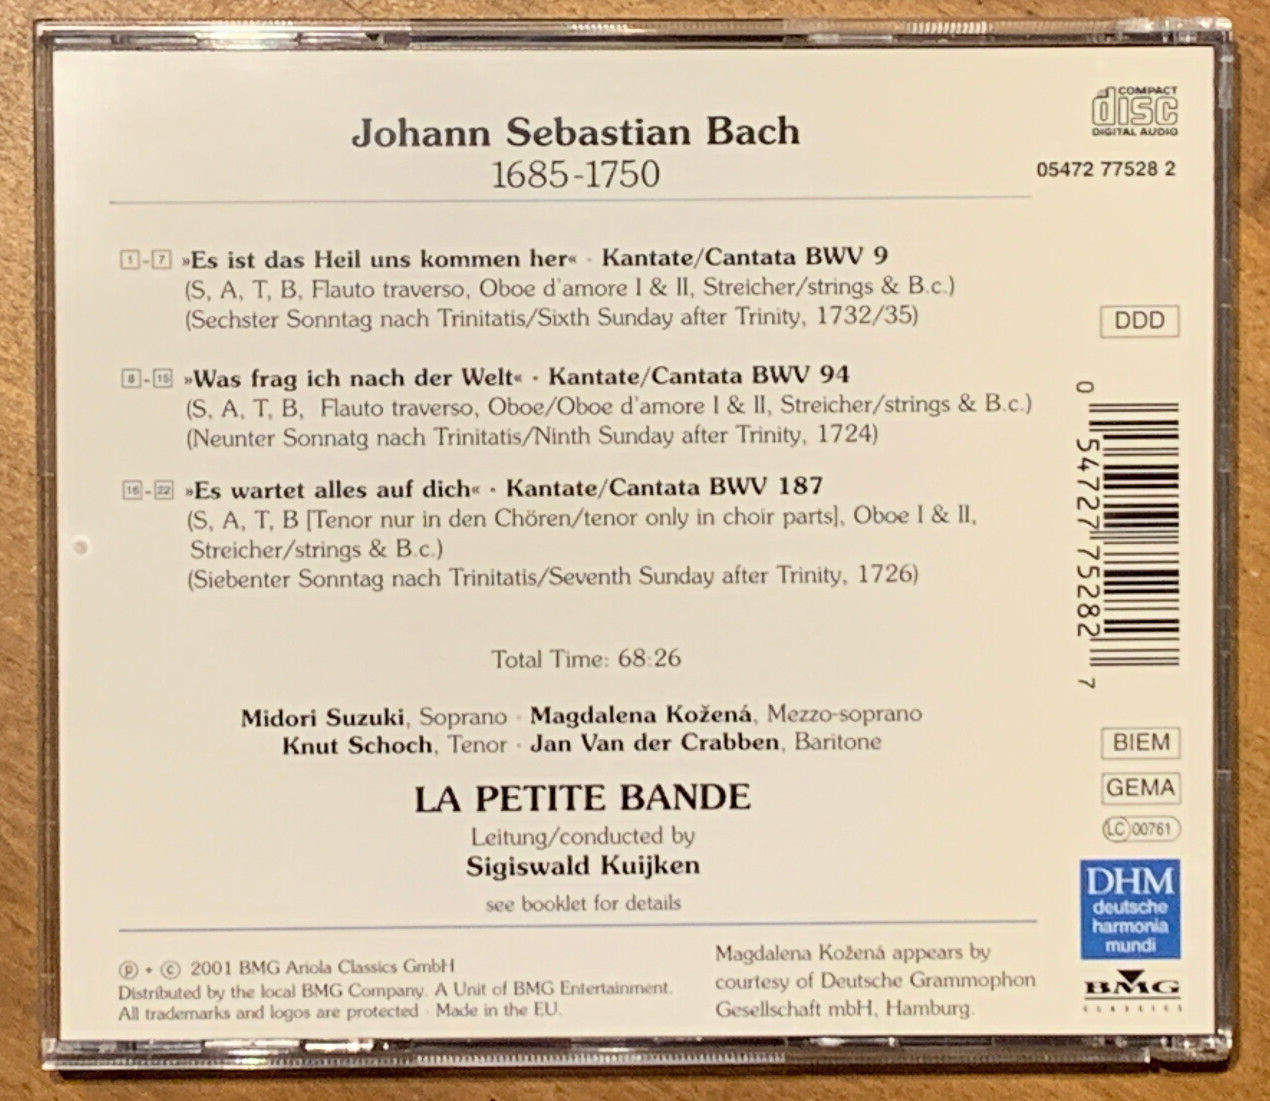 Johann Sebastian Bach
1685-1750
COMPACT
disc
DIGITAL AUDIO
05472 77528 2
1 - 7 »Es ist das Heil uns kommen her« · Kantate/Cantata BWV 9
(S, A, T, B, Flauto traverso, Oboe d'amore I & II, Streicher/strings & B.c.)
(Sechster Sonntag nach Trinitatis/Sixth Sunday after Trinity, 1732/35)
DDD
8 - 15 »Was frag ich nach der Welt« · Kantate/Cantata BWV 94
(S, A, T, B, Flauto traverso, Oboe/Oboe d'amore I & II, Streicher/strings & B.c.)
(Neunter Sonnatg nach Trinitatis/Ninth Sunday after Trinity, 1724)
16 - 22 »Es wartet alles auf dich« · Kantate/Cantata BWV 187
(S, A, T, B [Tenor nur in den Chören/tenor only in choir parts], Oboe I & II,
Streicher/strings & B.c.)
(Siebenter Sonntag nach Trinitatis/Seventh Sunday after Trinity, 1726)
0 54727 75282 7
Total Time: 68:26
Midori Suzuki, Soprano · Magdalena Kožená, Mezzo-soprano
Knut Schoch, Tenor · Jan Van der Crabben, Baritone
LA PETITE BANDE
Leitung/conducted by
Sigiswald Kuijken
see booklet for details
BIEM
GEMA
LC 00761
DHM
deutsche
harmonia
mundi
BMG
CLASSICS
℗ + © 2001 BMG Ariola Classics GmbH
Distributed by the local BMG Company. A Unit of BMG Entertainment.
All trademarks and logos are protected · Made in the EU.
Magdalena Kožená appears by
courtesy of Deutsche Grammophon
Gesellschaft mbH, Hamburg.